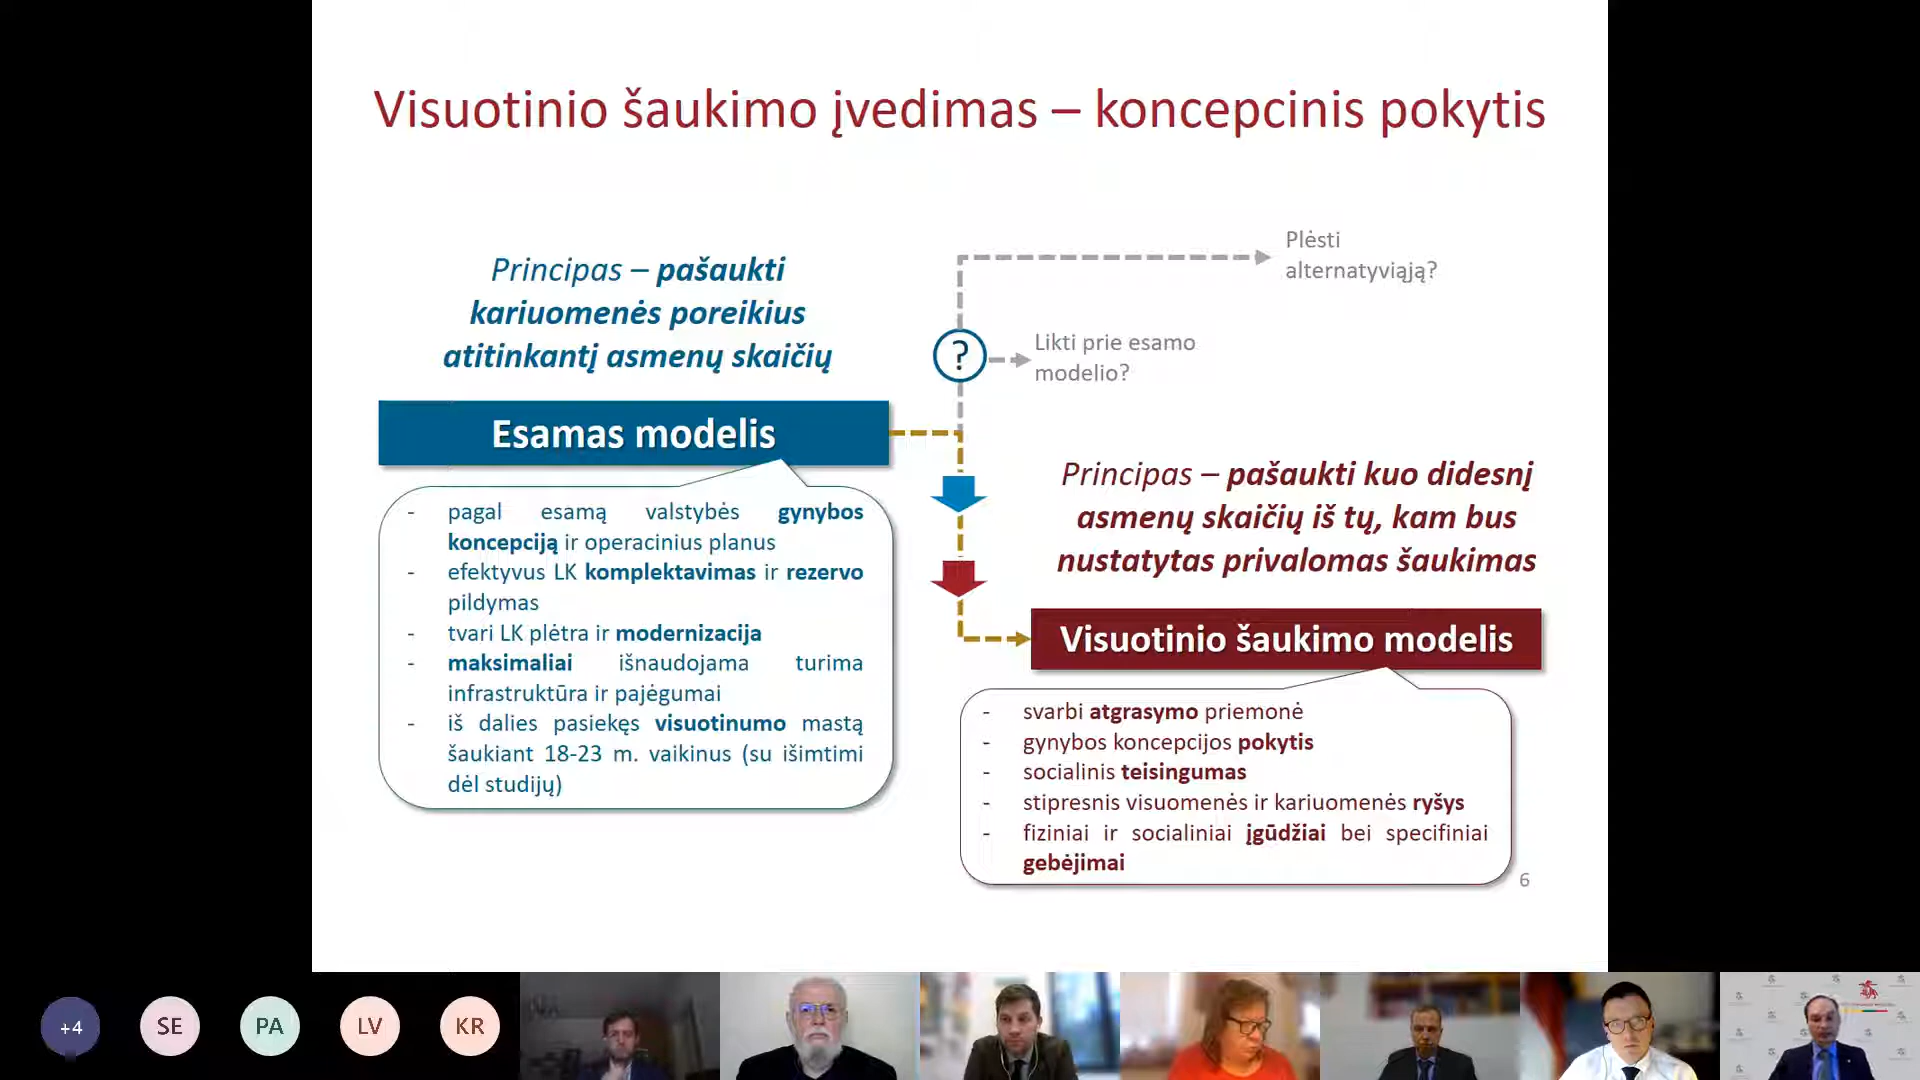 Visuotinio šaukimo įvedimas – koncepcinis pokytis
Principas – pašaukti
kariuomenės poreikius
atitinkantį asmenų skaičių
Esamas modelis
- pagal esamą valstybės gynybos
koncepciją ir operacinius planus
- efektyvus LK komplektavimas ir rezervo
pildymas
- tvari LK plėtra ir modernizacija
- maksimaliai išnaudojama turima
infrastruktūra ir pajėgumai
- iš dalies pasiekęs visuotinumo mastą
šaukiant 18-23 m. vaikinus (su išimtimi
dėl studijų)
Plėsti
alternatyviąją?
?
Likti prie esamo
modelio?
Principas – pašaukti kuo didesnį
asmenų skaičių iš tų, kam bus
nustatytas privalomas šaukimas
Visuotinio šaukimo modelis
- svarbi atgrasymo priemonė
- gynybos koncepcijos pokytis
- socialinis teisingumas
- stipresnis visuomenės ir kariuomenės ryšys
- fiziniai ir socialiniai įgūdžiai bei specifiniai
gebėjimai
6
+4
SE
PA
LV
KR